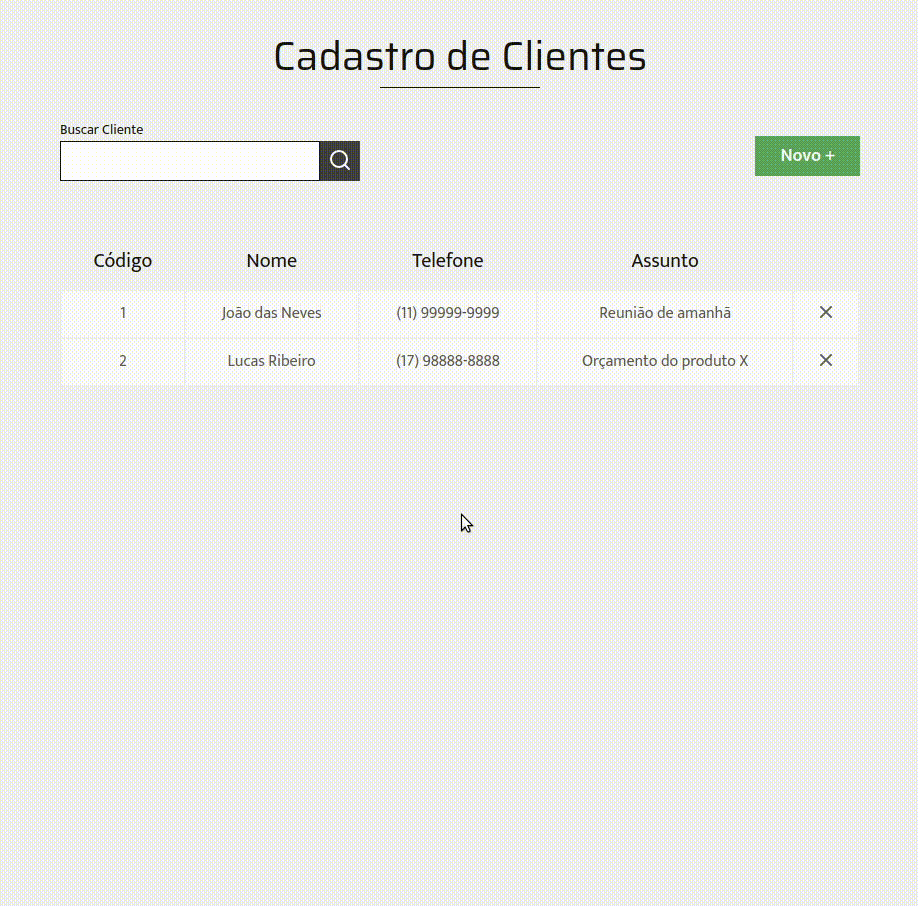 Cadastro de Clientes
Buscar Cliente
Novo +
Código Nome Telefone Assunto
1 João das Neves (11) 99999-9999 Reunião de amanhã
2 Lucas Ribeiro (17) 98888-8888 Orçamento do produto X